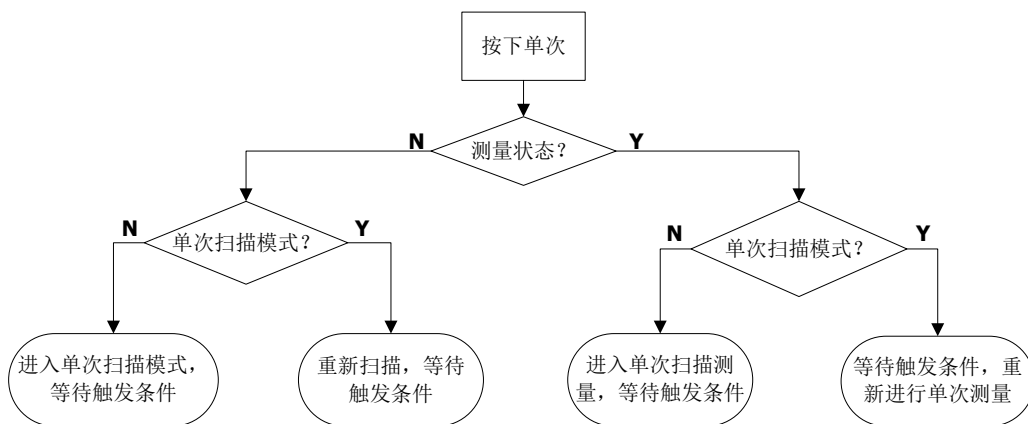 按下单次
N
测量状态？
Y
N
单次扫描模式？
Y
N
单次扫描模式？
Y
进入单次扫描模式，
等待触发条件
重新扫描，等待
触发条件
进入单次扫描测
量，等待触发条件
等待触发条件，重
新进行单次测量